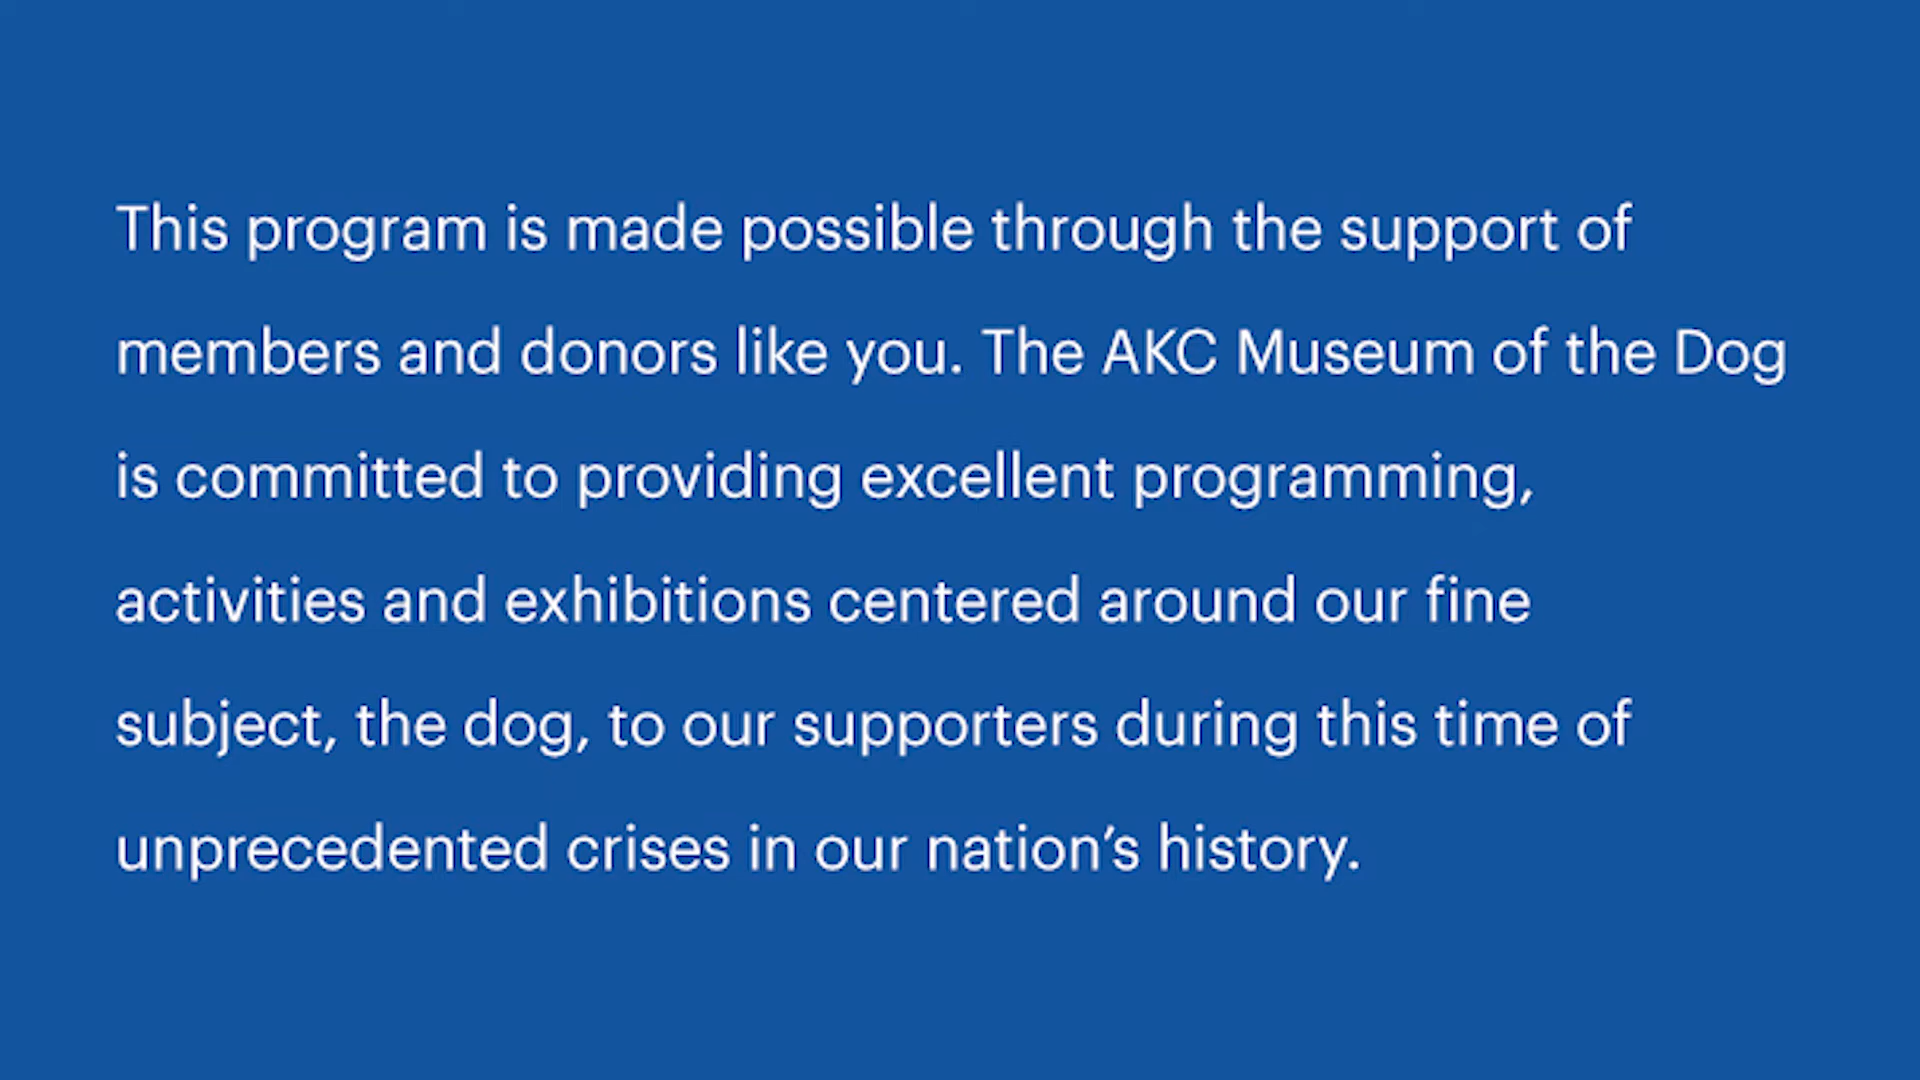 This program is made possible through the support of
members and donors like you. The AKC Museum of the Dog
is committed to providing excellent programming,
activities and exhibitions centered around our fine
subject, the dog, to our supporters during this time of
unprecedented crises in our nation’s history.